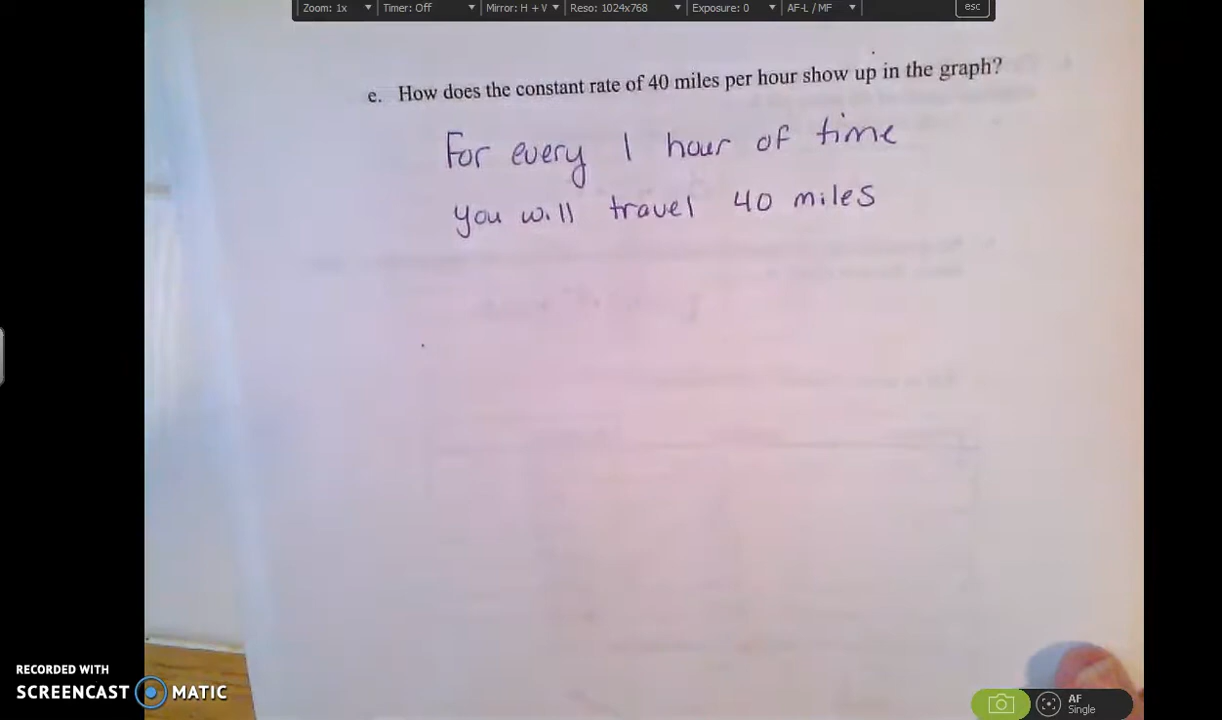 Zoom: 1x Timer: Off Mirror: H + V Reso: 1024x768 Exposure: 0 AF-L / MF esc
e. How does the constant rate of 40 miles per hour show up in the graph?
For every 1 hour of time
you will travel 40 miles
RECORDED WITH
SCREENCAST MATIC
AF
Single